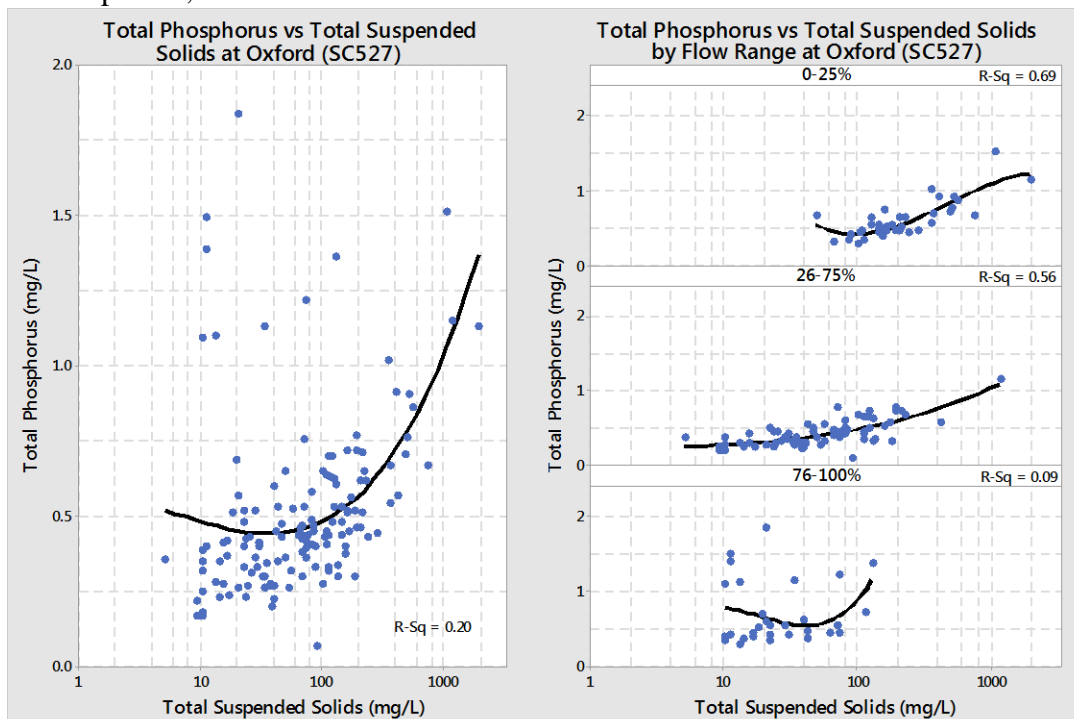 Total Phosphorus vs Total Suspended
Solids at Oxford (SC527)
2.0
1.5
1.0
0.5
0.0
Total Phosphorus (mg/L)
R-Sq = 0.20
1 10 100 1000
Total Suspended Solids (mg/L)
Total Phosphorus vs Total Suspended Solids
by Flow Range at Oxford (SC527)
0-25% R-Sq = 0.69
2
1
0
26-75% R-Sq = 0.56
2
1
0
76-100% R-Sq = 0.09
2
1
0
Total Phosphorus (mg/L)
1 10 100 1000
Total Suspended Solids (mg/L)